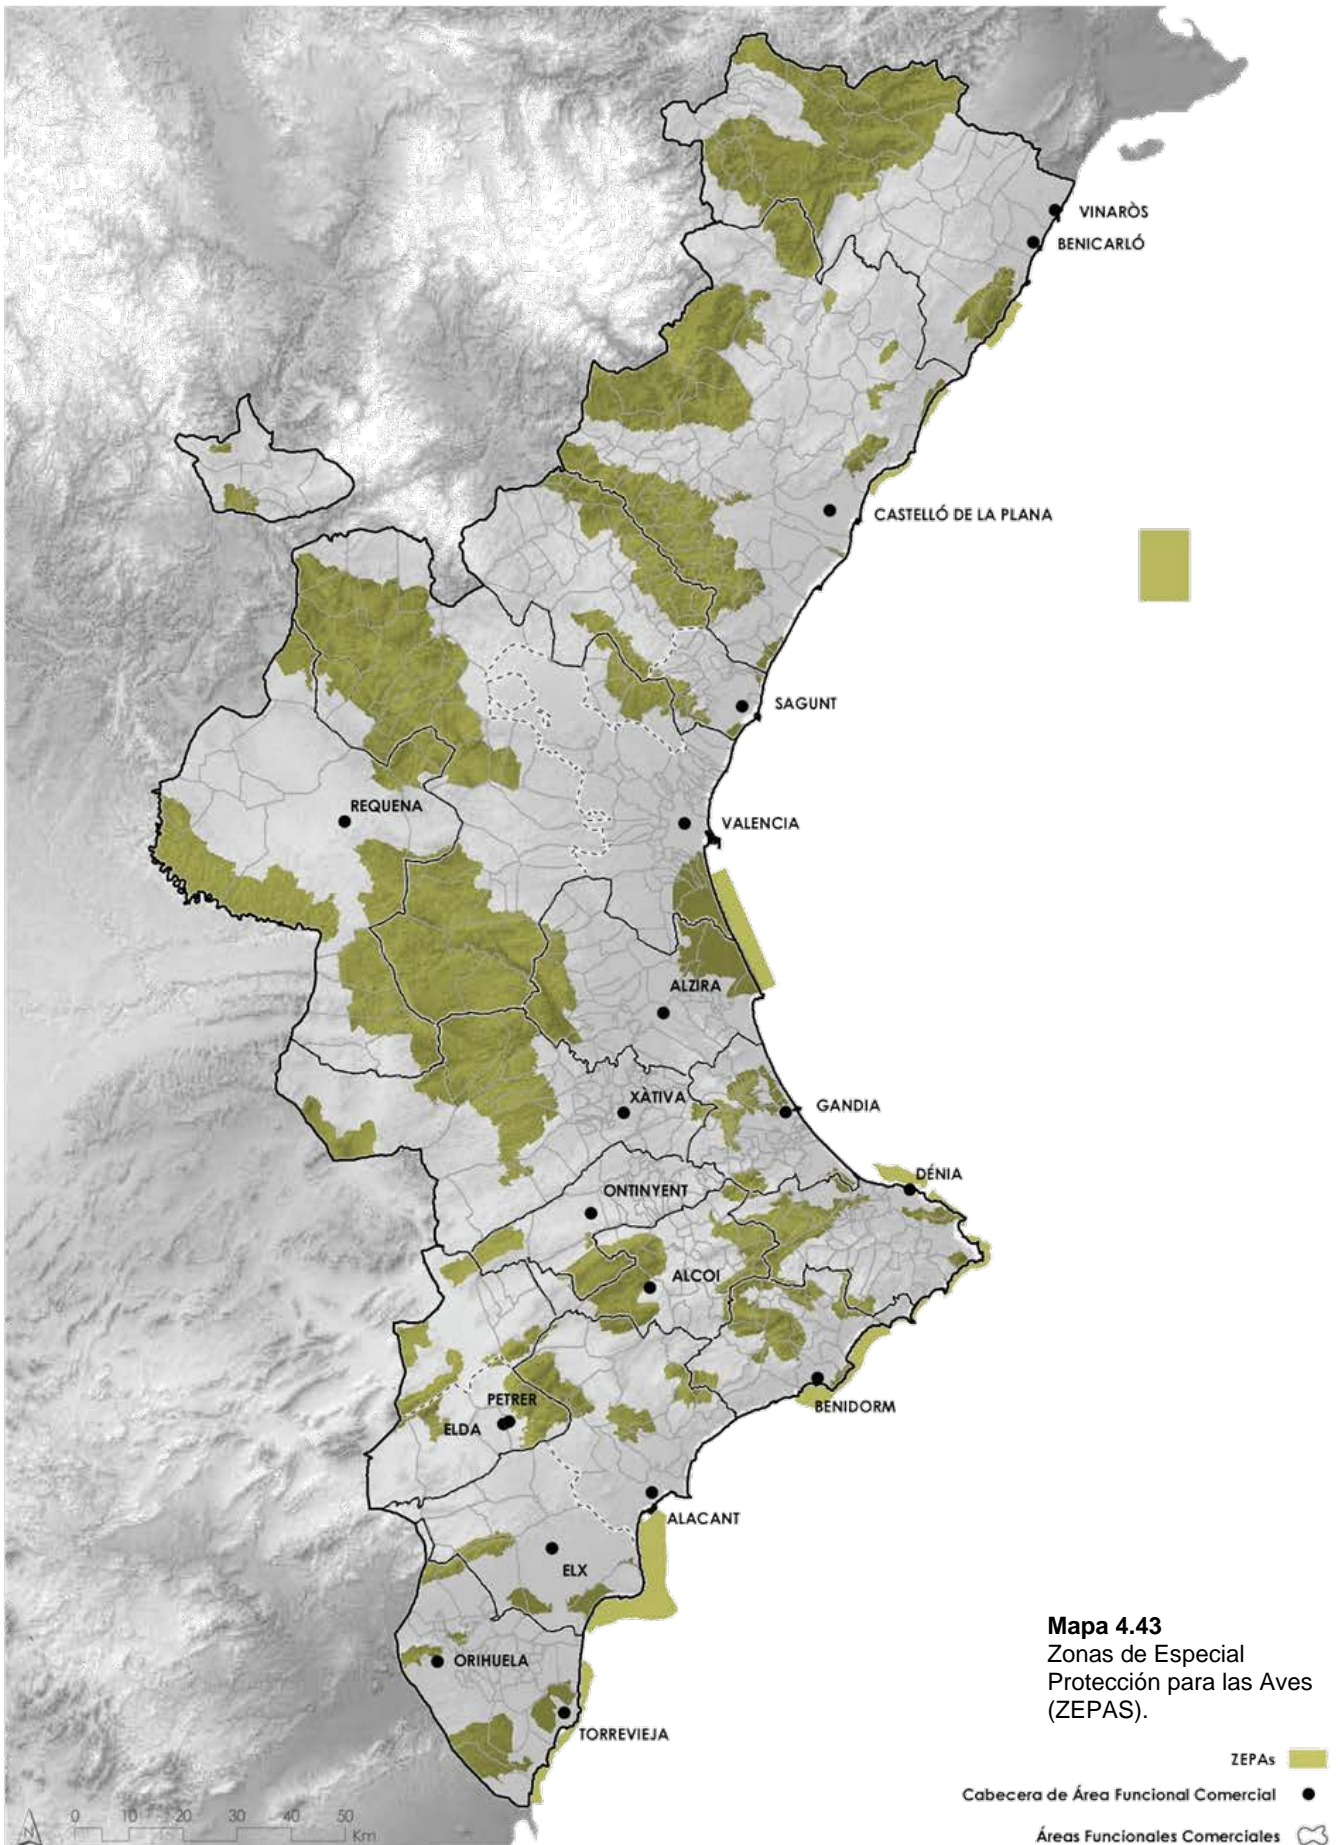 VINARÒS
BENICARLÓ
CASTELLÓ DE LA PLANA
SAGUNT
REQUENA
VALENCIA
ALZIRA
XÀTIVA
GANDIA
DÉNIA
ONTINYENT
ALCOI
PETRER
BENIDORM
ELDA
ALACANT
ELX
Mapa 4.43
Zonas de Especial
Protección para las Aves
(ZEPAS).
ORIHUELA
TORREVIEJA
ZEPAs
Cabecera de Área Funcional Comercial
Áreas Funcionales Comerciales
N
0 10 20 30 40 50
Km